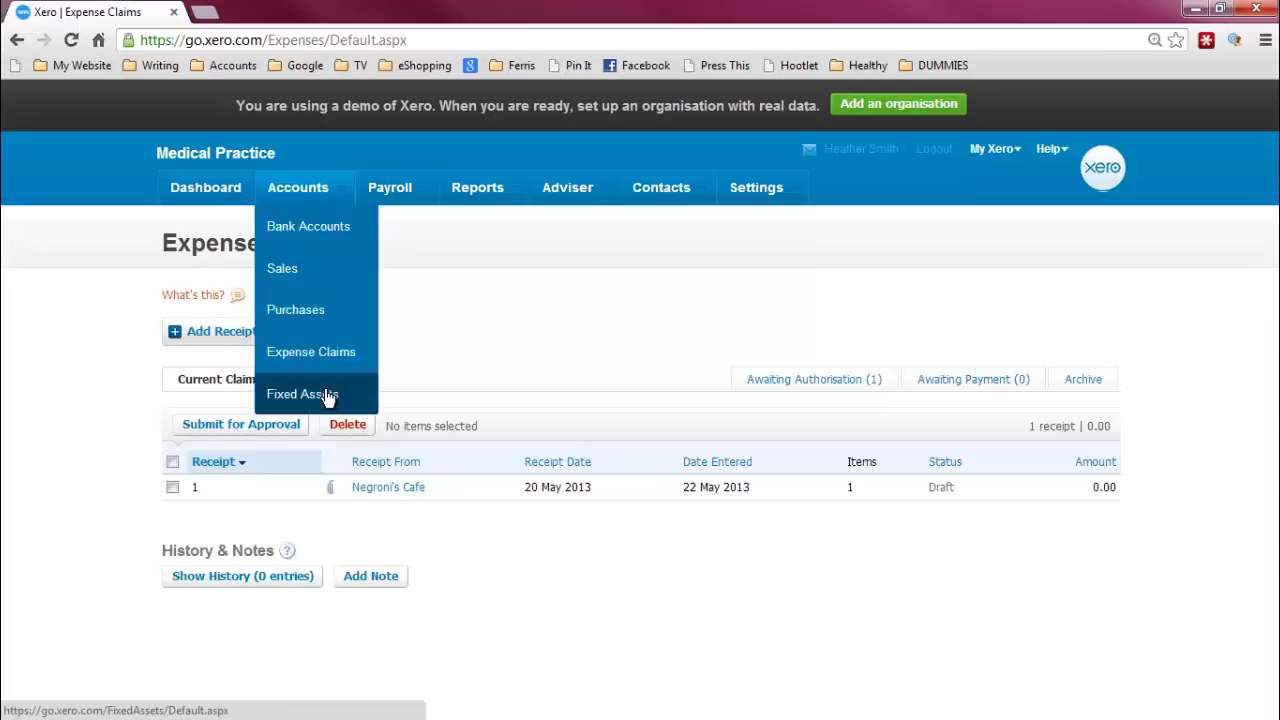 Xero | Expense Claims
https://go.xero.com/Expenses/Default.aspx
My Website Writing Accounts Google TV eShopping Ferris Pin It Facebook Press This Hootlet Healthy DUMMIES
You are using a demo of Xero. When you are ready, set up an organisation with real data. Add an organisation
Medical Practice Heather Smith Logout My Xero Help xero
Dashboard Accounts Payroll Reports Adviser Contacts Settings
Bank Accounts
Expense
Sales
What's this?
Purchases
Add Receipt
Expense Claims
Current Claim Awaiting Authorisation (1) Awaiting Payment (0) Archive
Fixed Assets
Submit for Approval Delete No items selected 1 receipt | 0.00
Receipt Receipt From Receipt Date Date Entered Items Status Amount
1 Negroni's Cafe 20 May 2013 22 May 2013 1 Draft 0.00
History & Notes ?
Show History (0 entries) Add Note
https://go.xero.com/FixedAssets/Default.aspx